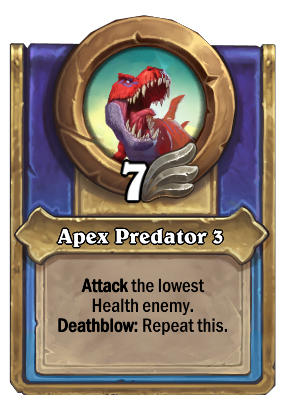 7
Apex Predator 3
Attack the lowest
Health enemy.
Deathblow: Repeat this.